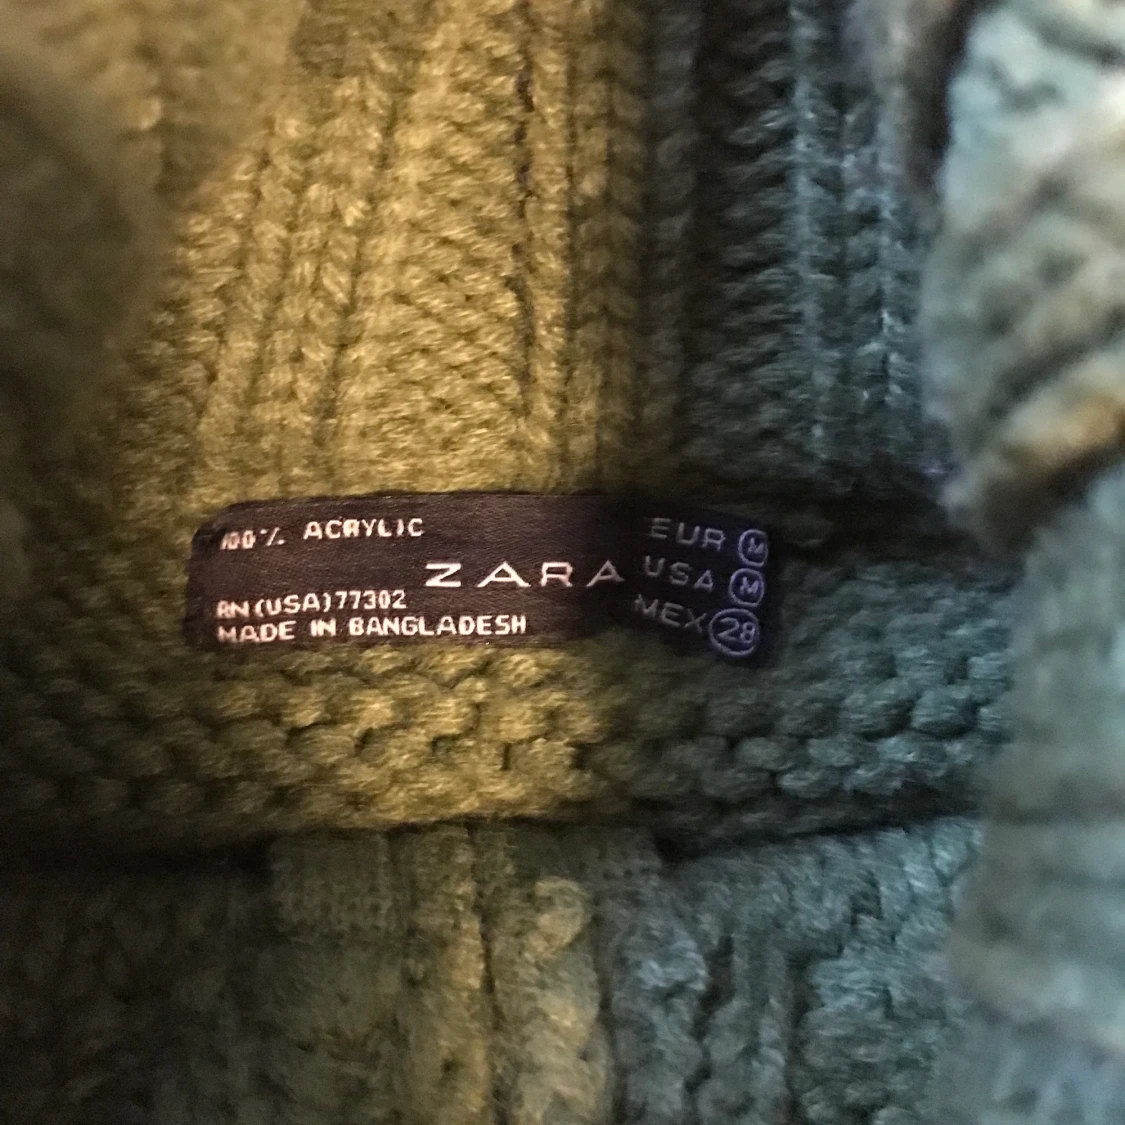 100% ACRYLIC
ZARA
RN(USA)77302
MADE IN BANGLADESH
EUR M
USA M
MEX 28